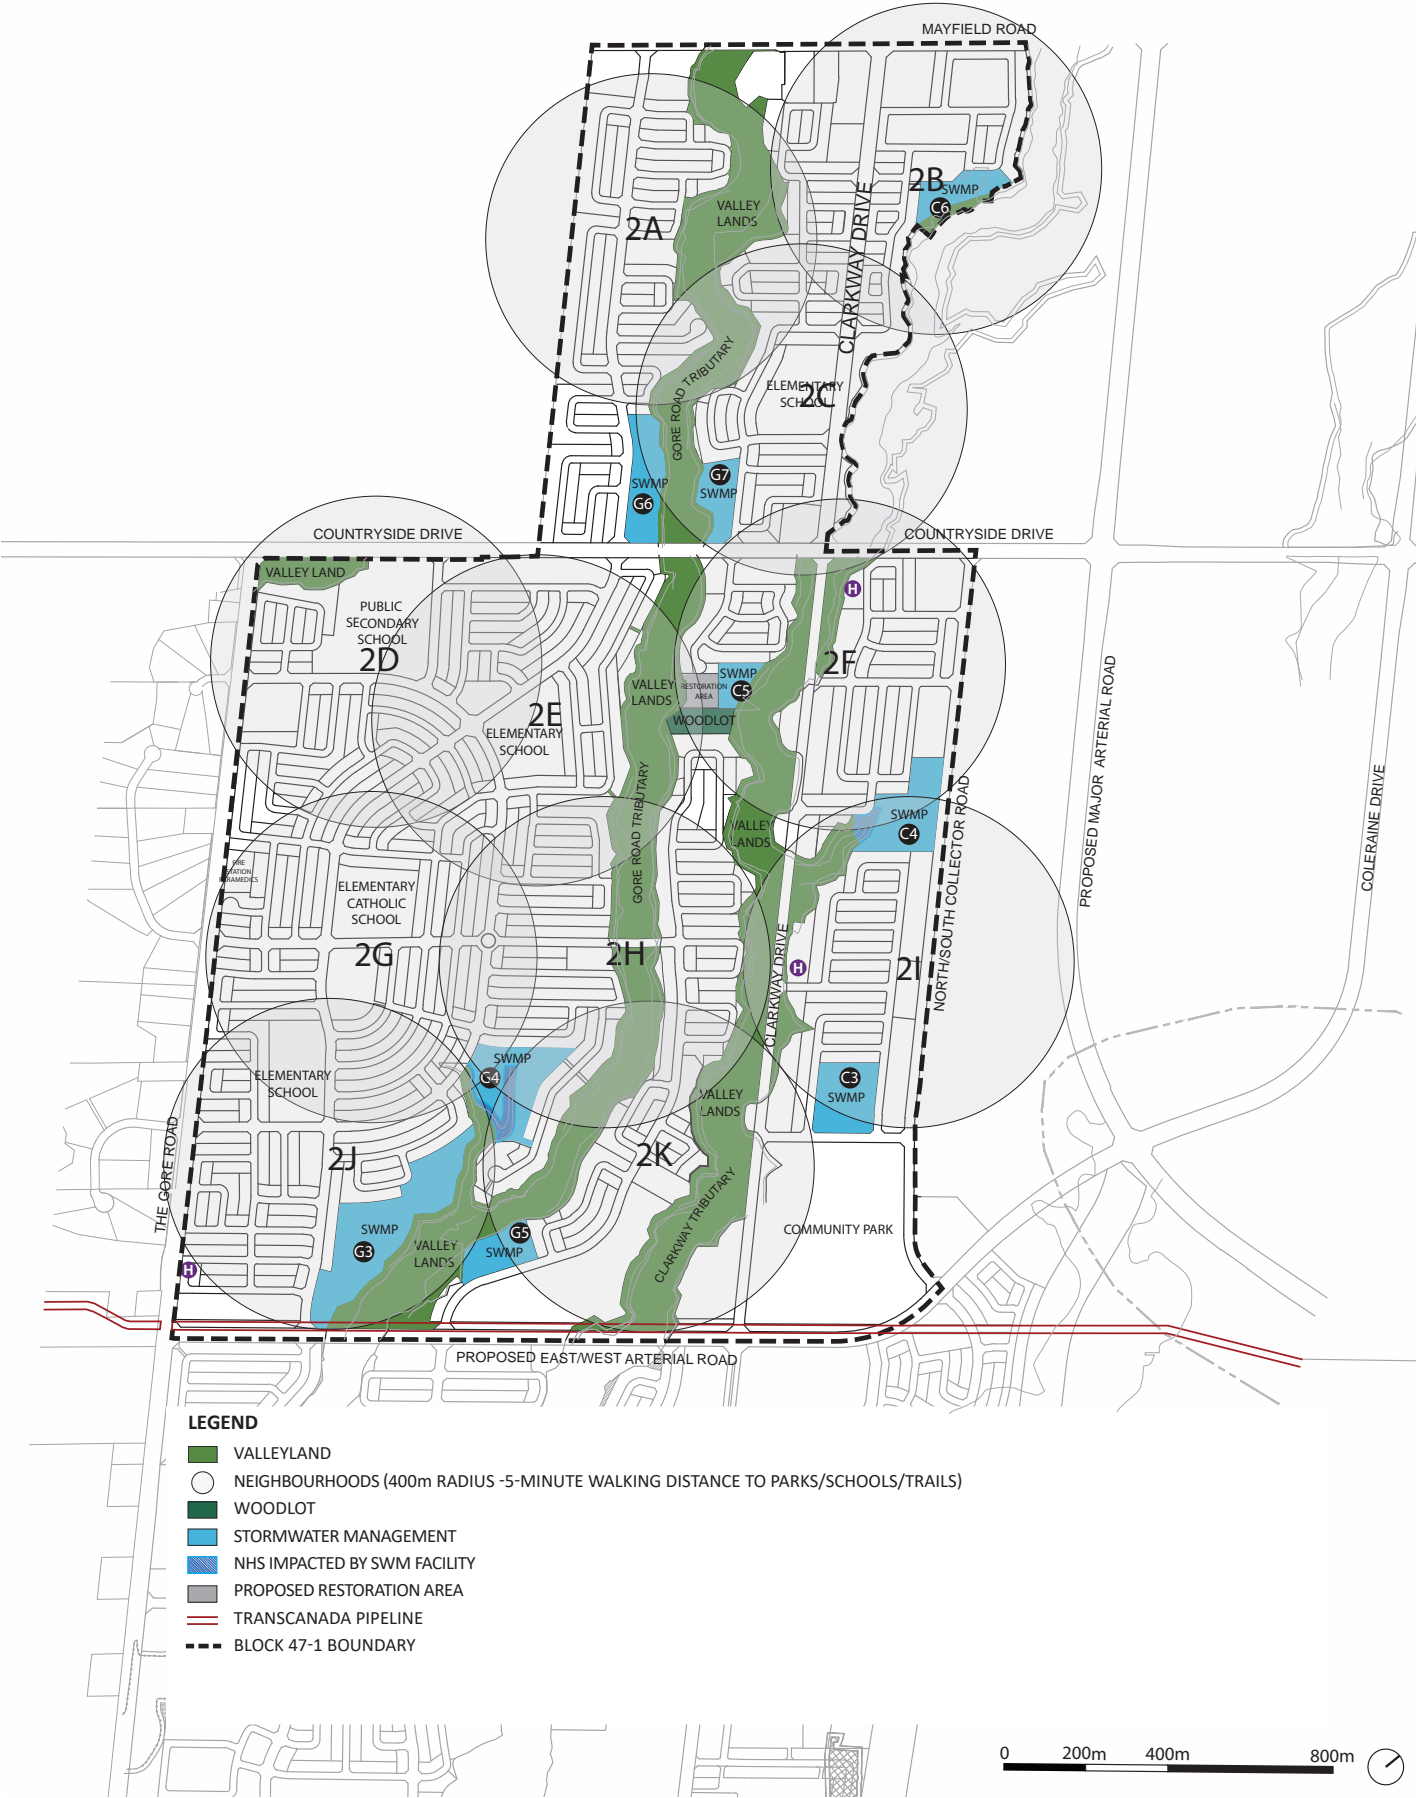 MAYFIELD ROAD
2B
SWMP
C6
CLARKWAY DRIVE
VALLEY
LANDS
2A
GORE ROAD TRIBUTARY
ELEMENTARY
SCHOOL
2C
G7
SWMP
SWMP
G6
COUNTRYSIDE DRIVE
COUNTRYSIDE DRIVE
VALLEY LAND
H
PUBLIC
SECONDARY
SCHOOL
2D
2F
SWMP
C5
VALLEY
LANDS
RESTORATION
AREA
WOODLOT
2E
ELEMENTARY
SCHOOL
PROPOSED MAJOR ARTERIAL ROAD
COLERAINE DRIVE
GORE ROAD TRIBUTARY
VALLEY
LANDS
SWMP
C4
NORTH/SOUTH COLLECTOR ROAD
FIRE
STATION
PARAMEDICS
ELEMENTARY
CATHOLIC
SCHOOL
2G
2H
CLARKWAY DRIVE
H
2I
SWMP
G4
ELEMENTARY
SCHOOL
C3
SWMP
VALLEY
LANDS
2J
2K
THE GORE ROAD
CLARKWAY TRIBUTARY
COMMUNITY PARK
SWMP
G3
VALLEY
LANDS
G5
SWMP
H
PROPOSED EAST/WEST ARTERIAL ROAD
LEGEND
VALLEYLAND
NEIGHBOURHOODS (400m RADIUS -5-MINUTE WALKING DISTANCE TO PARKS/SCHOOLS/TRAILS)
WOODLOT
STORMWATER MANAGEMENT
NHS IMPACTED BY SWM FACILITY
PROPOSED RESTORATION AREA
TRANSCANADA PIPELINE
BLOCK 47-1 BOUNDARY
0 200m 400m 800m